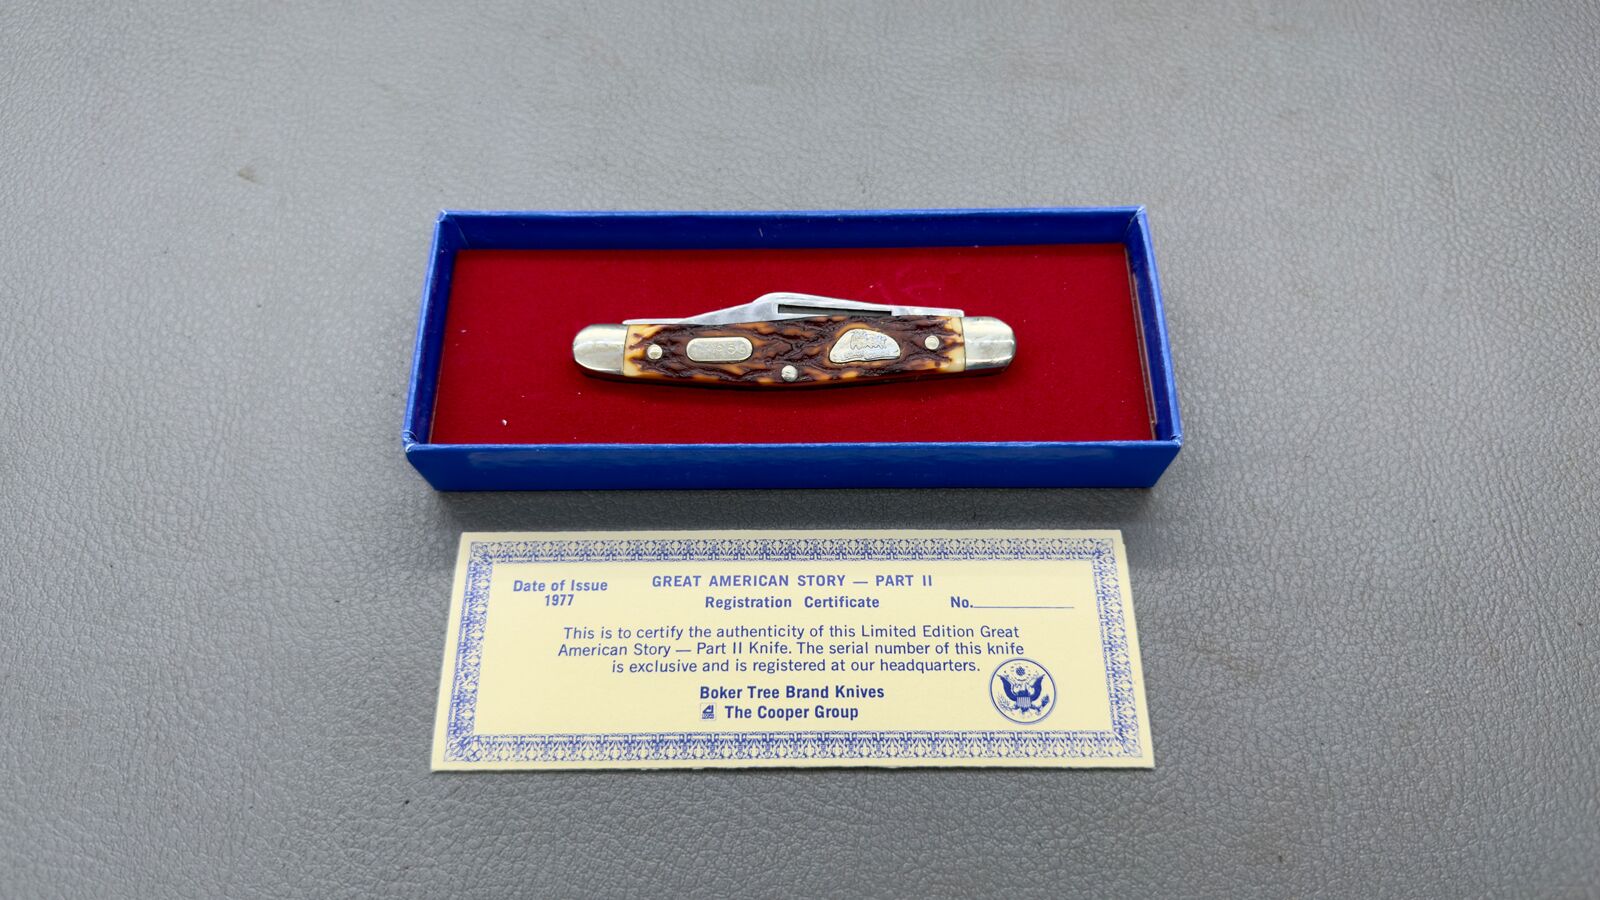 Date of Issue
1977
GREAT AMERICAN STORY — PART II
Registration Certificate
No.
This is to certify the authenticity of this Limited Edition Great
American Story — Part II Knife. The serial number of this knife
is exclusive and is registered at our headquarters.
Boker Tree Brand Knives
The Cooper Group